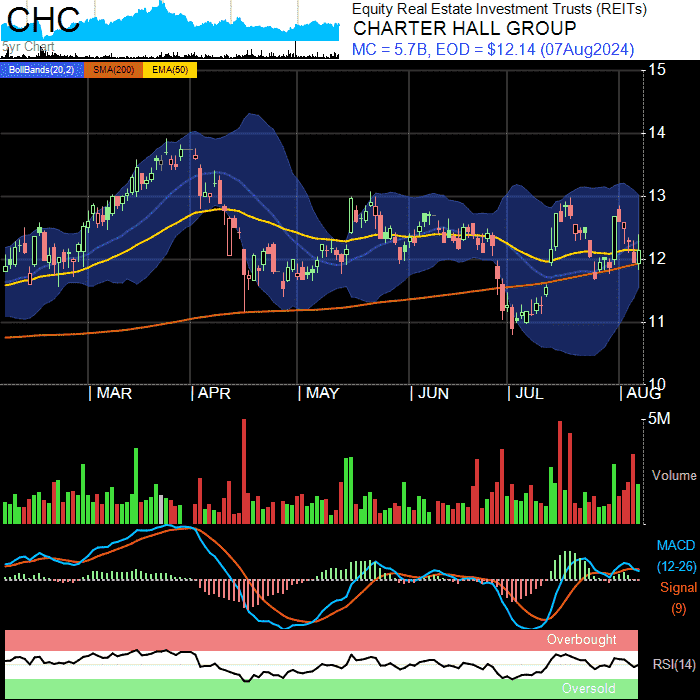 CHC
5yr Chart
Equity Real Estate Investment Trusts (REITs)
CHARTER HALL GROUP
MC = 5.7B, EOD = $12.14 (07Aug2024)
BollBands(20,2) SMA(200) EMA(50)
15
14
13
12
11
10
| MAR | APR | MAY | JUN | JUL | AUG
5M
Volume
MACD
(12-26)
Signal
(9)
Overbought
RSI(14)
Oversold